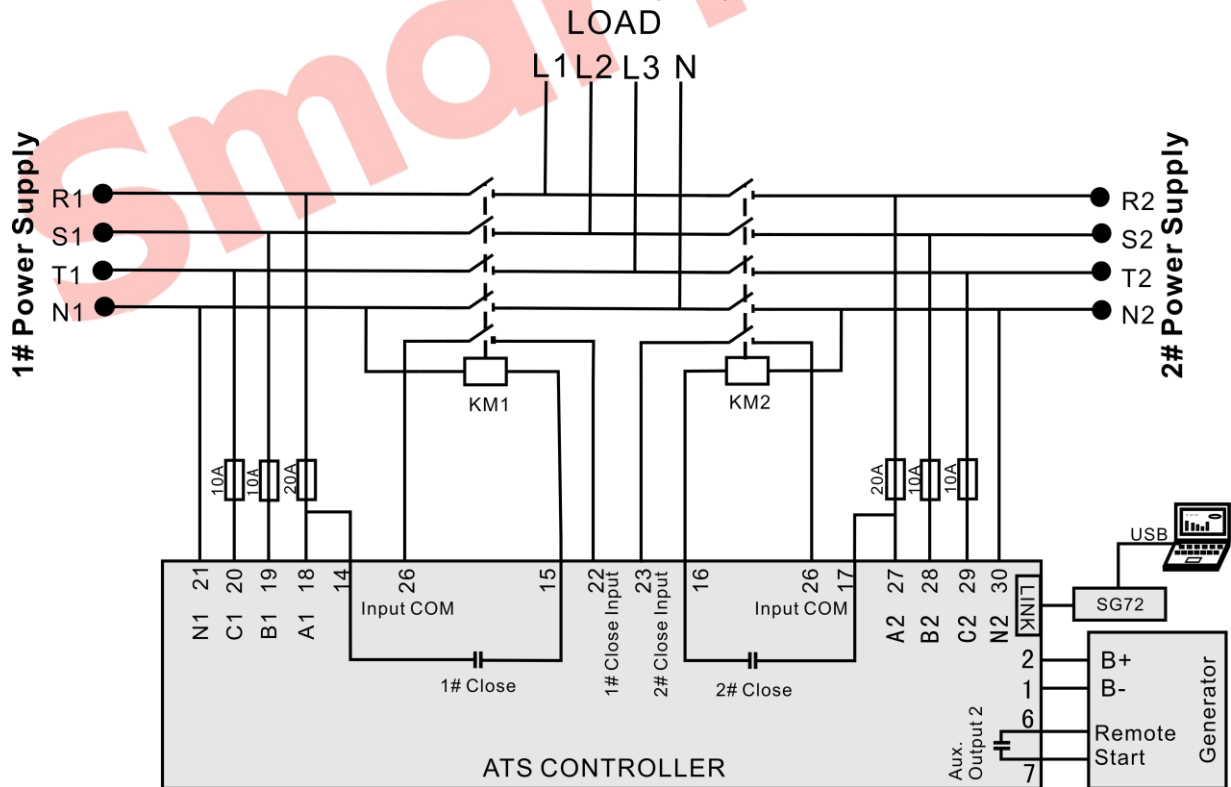 Smar
LOAD
L1 L2 L3 N
1# Power Supply
R1
S1
T1
N1
2# Power Supply
R2
S2
T2
N2
KM1
KM2
10A
10A
20A
20A
10A
10A
USB
21
20
19
18
14
26
15
22
23
16
26
17
27
28
29
30
N1
C1
B1
A1
Input COM
1# Close
1# Close Input
2# Close Input
Input COM
2# Close
A2
B2
C2
N2
LINK
SG72
2
1
6
7
B+
B-
Remote
Start
Generator
Aux.
Output 2
ATS CONTROLLER